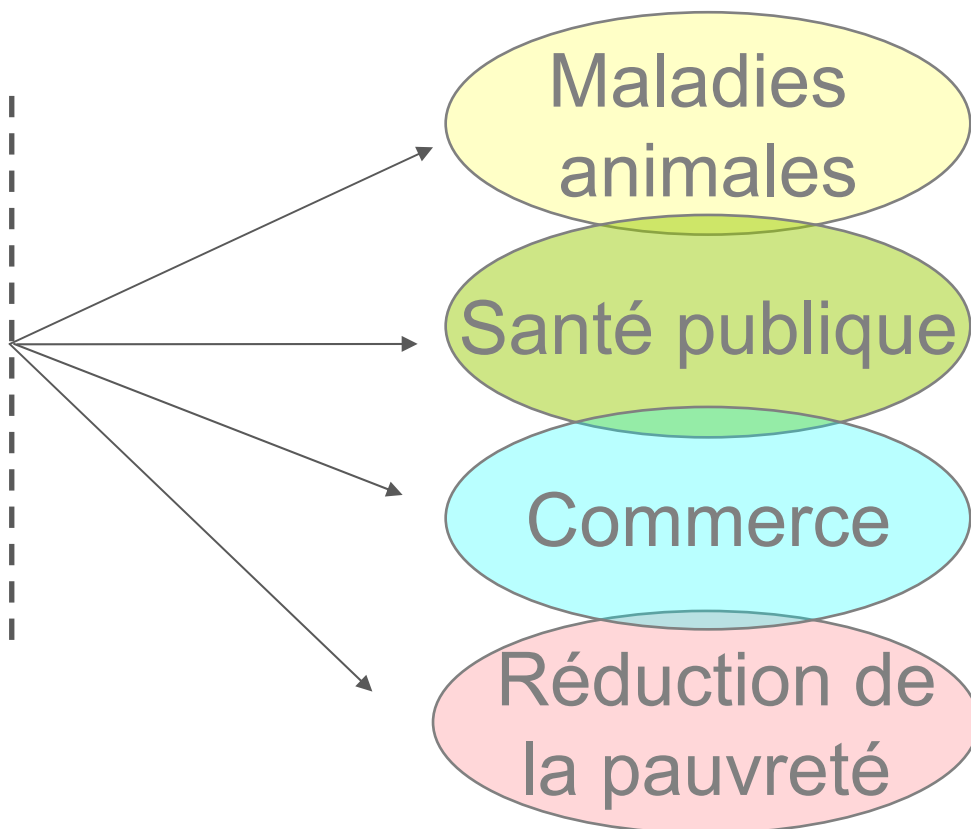 Maladies
animales
Santé publique
Commerce
Réduction de
la pauvreté